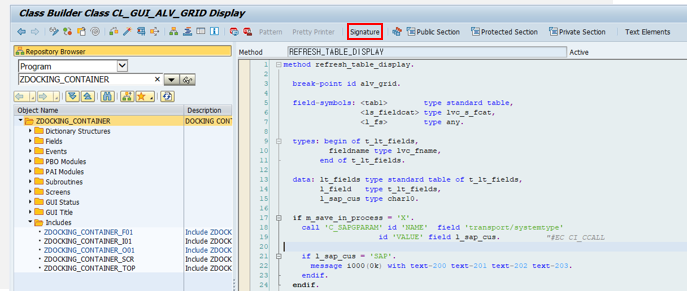 Class Builder Class CL_GUI_ALV_GRID Display
Pattern Pretty Printer Signature Public Section Protected Section Private Section Text Elements
Repository Browser
Program
ZDOCKING_CONTAINER
Object Name Description
ZDOCKING_CONTAINER DOCKING CONT
Dictionary Structures
Fields
Events
PBO Modules
PAI Modules
Subroutines
Screens
GUI Status
GUI Title
Includes
ZDOCKING_CONTAINER_F01 Include ZDOC
ZDOCKING_CONTAINER_I01 Include ZDOC
ZDOCKING_CONTAINER_O01 Include ZDOC
ZDOCKING_CONTAINER_SCR Include ZDOC
ZDOCKING_CONTAINER_TOP Include ZDOC
Method REFRESH_TABLE_DISPLAY Active
1 method refresh_table_display.
2
3 break-point id alv_grid.
4
5 field-symbols: <tab1> type standard table,
6 <ls_fieldcat> type lvc_s_fcat,
7 <l_fs> type any.
8
9 types: begin of t_lt_fields,
10 fieldname type lvc_fname,
11 end of t_lt_fields.
12
13 data: lt_fields type standard table of t_lt_fields,
14 l_field type t_lt_fields,
15 l_sap_cus type char10.
16
17 if m_save_in_process = 'X'.
18 call 'C_SAPGPARAM' id 'NAME' field 'transport/systemtype'
19 id 'VALUE' field l_sap_cus. "#EC CI_CCALL
20
21 if l_sap_cus = 'SAP'.
22 message i000(0k) with text-200 text-201 text-202 text-203.
23 endif.
24 endif.